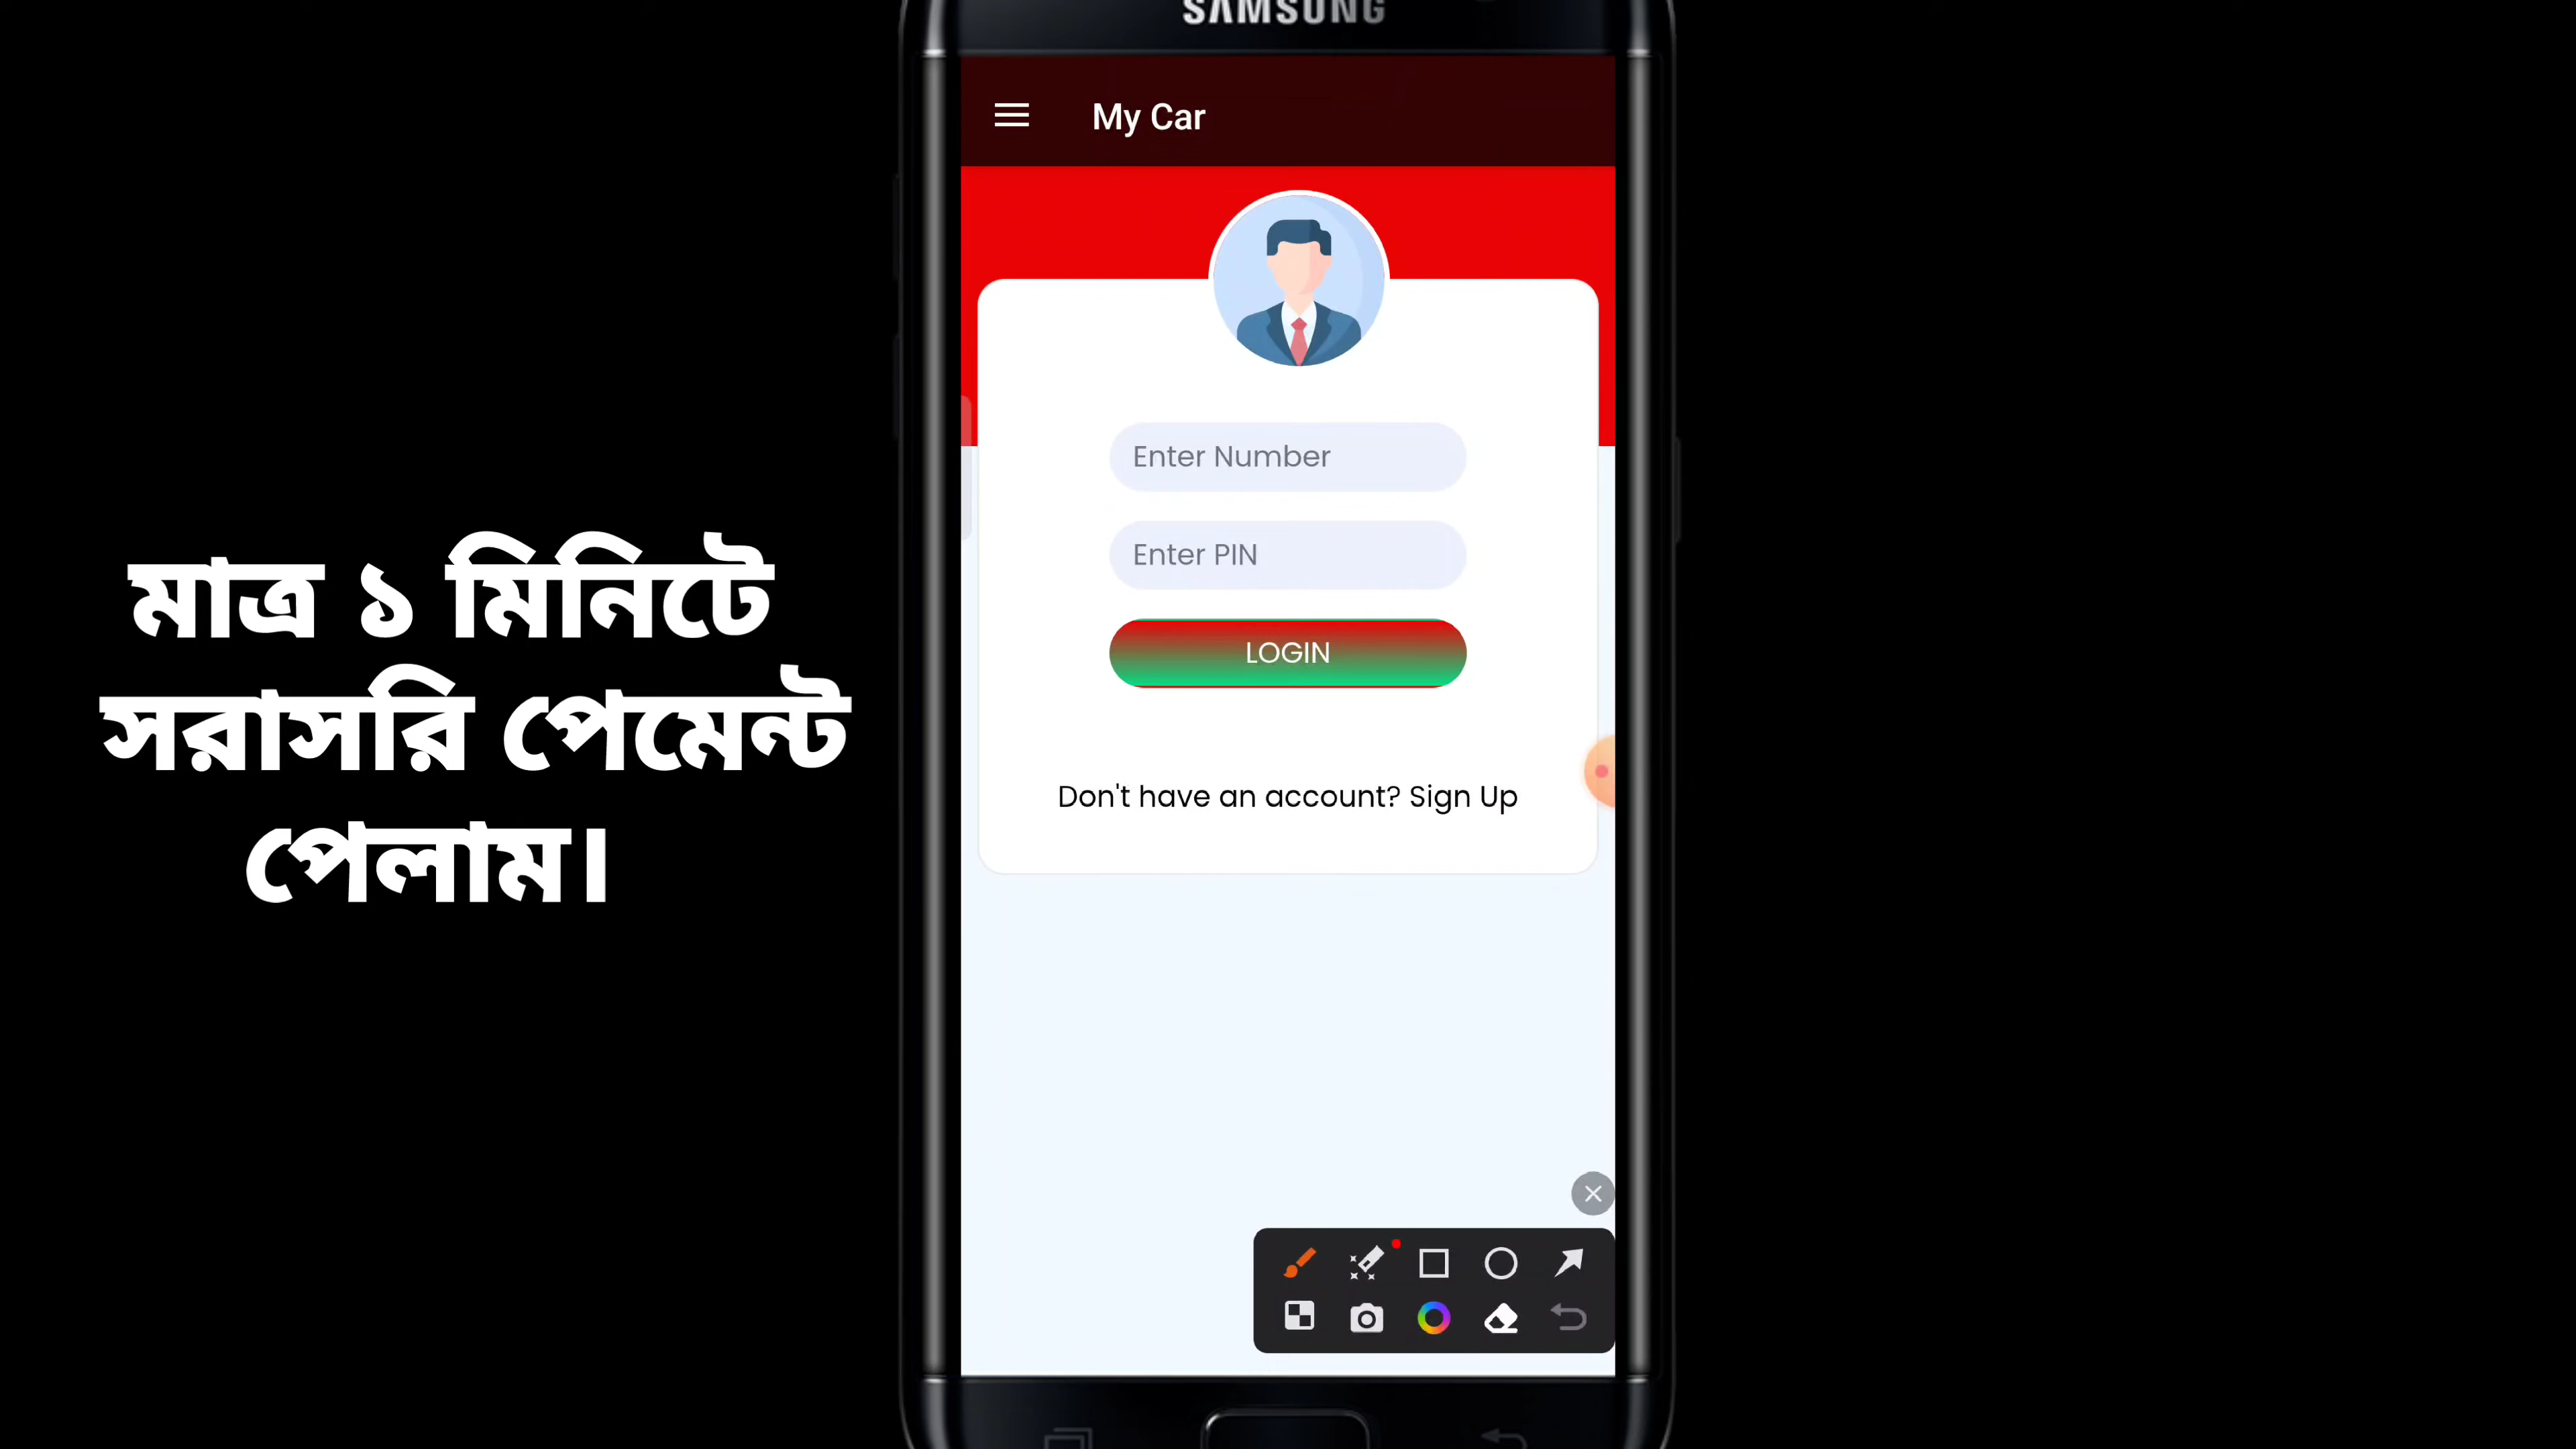 SAMSUNG
My Car
মাত্র ১ মিনিটে
সরাসরি পেমেন্ট
পেলাম।
Enter Number
Enter PIN
LOGIN
Don't have an account? Sign Up